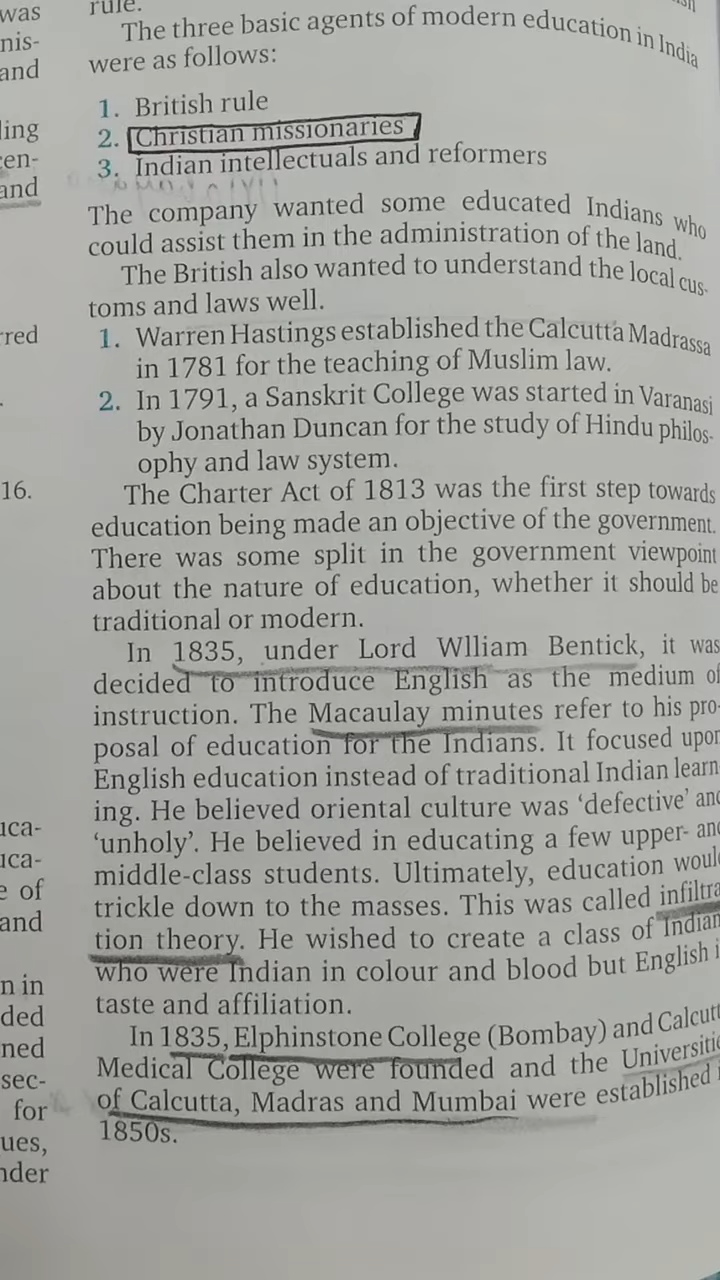 was
nis-
and
ling
cen-
and
rred
16.
uca-
uca-
e of
and
n in
ded
ned
sec-
for
ues,
nder
rule.
The three basic agents of modern education in India
were as follows:
1. British rule
2. Christian missionaries
3. Indian intellectuals and reformers
The company wanted some educated Indians who
could assist them in the administration of the land.
The British also wanted to understand the local cus-
toms and laws well.
1. Warren Hastings established the Calcutta Madrassa
in 1781 for the teaching of Muslim law.
2. In 1791, a Sanskrit College was started in Varanasi
by Jonathan Duncan for the study of Hindu philos-
ophy and law system.
The Charter Act of 1813 was the first step towards
education being made an objective of the government.
There was some split in the government viewpoint
about the nature of education, whether it should be
traditional or modern.
In 1835, under Lord Wlliam Bentick, it was
decided to introduce English as the medium of
instruction. The Macaulay minutes refer to his pro-
posal of education for the Indians. It focused upon
English education instead of traditional Indian learn-
ing. He believed oriental culture was ‘defective’ and
‘unholy’. He believed in educating a few upper- and
middle-class students. Ultimately, education would
trickle down to the masses. This was called infiltra-
tion theory. He wished to create a class of Indian
who were Indian in colour and blood but English i
taste and affiliation.
In 1835, Elphinstone College (Bombay) and Calcutt
Medical College were founded and the Universitie
of Calcutta, Madras and Mumbai were established i
1850s.